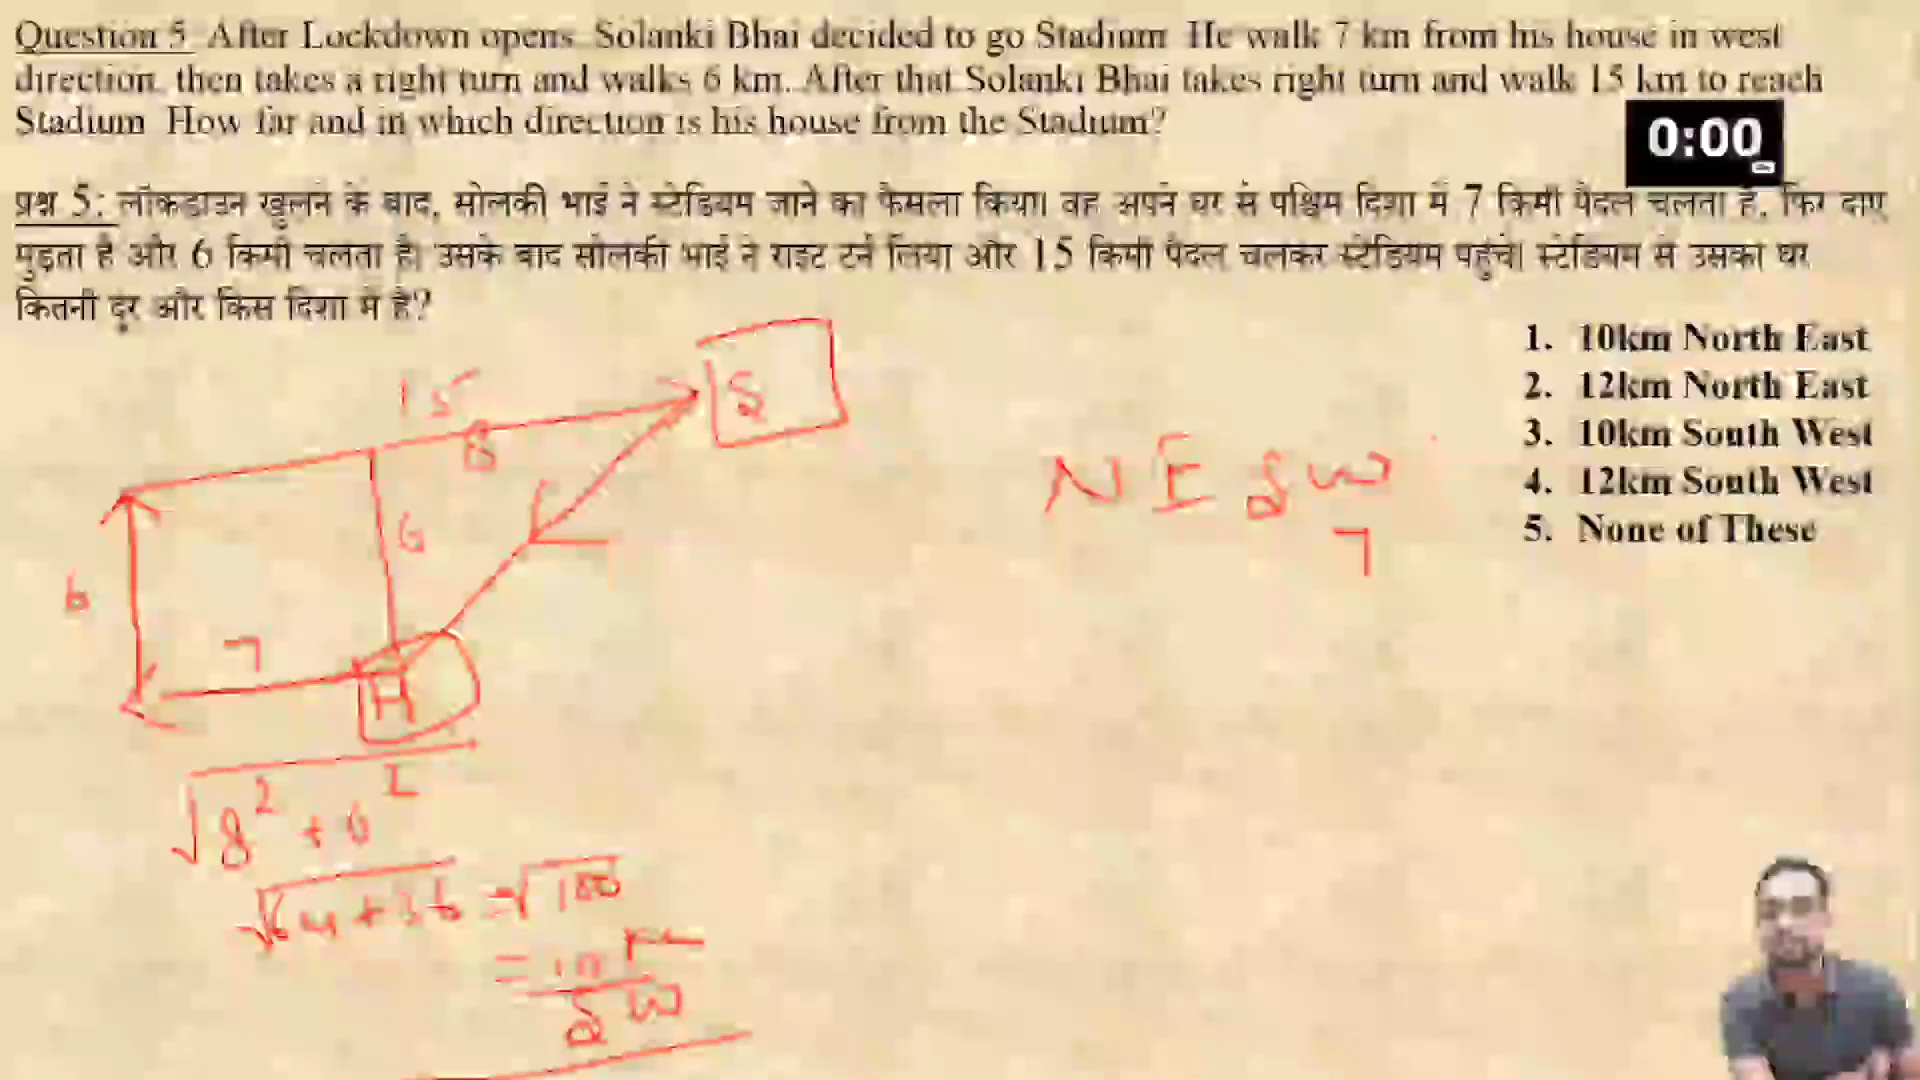 Question 5: After Lockdown opens. Solanki Bhai decided to go Stadium. He walk 7 km from his house in west
direction, then takes a right turn and walks 6 km. After that Solanki Bhai takes right turn and walk 15 km to reach
Stadium. How far and in which direction is his house from the Stadium?
0:00
प्रश्न 5: लॉकडाउन खुलने के बाद, सोलंकी भाई ने स्टेडियम जाने का फैसला किया। वह अपने घर से पश्चिम दिशा में 7 किमी पैदल चलता है, फिर दाएं
मुड़ता है और 6 किमी चलता है। उसके बाद सोलंकी भाई ने राइट टर्न लिया और 15 किमी पैदल चलकर स्टेडियम पहुंचे। स्टेडियम से उसका घर
कितनी दूर और किस दिशा में है?
1. 10km North East
2. 12km North East
3. 10km South West
4. 12km South West
5. None of These
15
S
8
N E S W
7
6
6
7
H
√8² + 6²
√64+36 = √100
= 10 km
SW